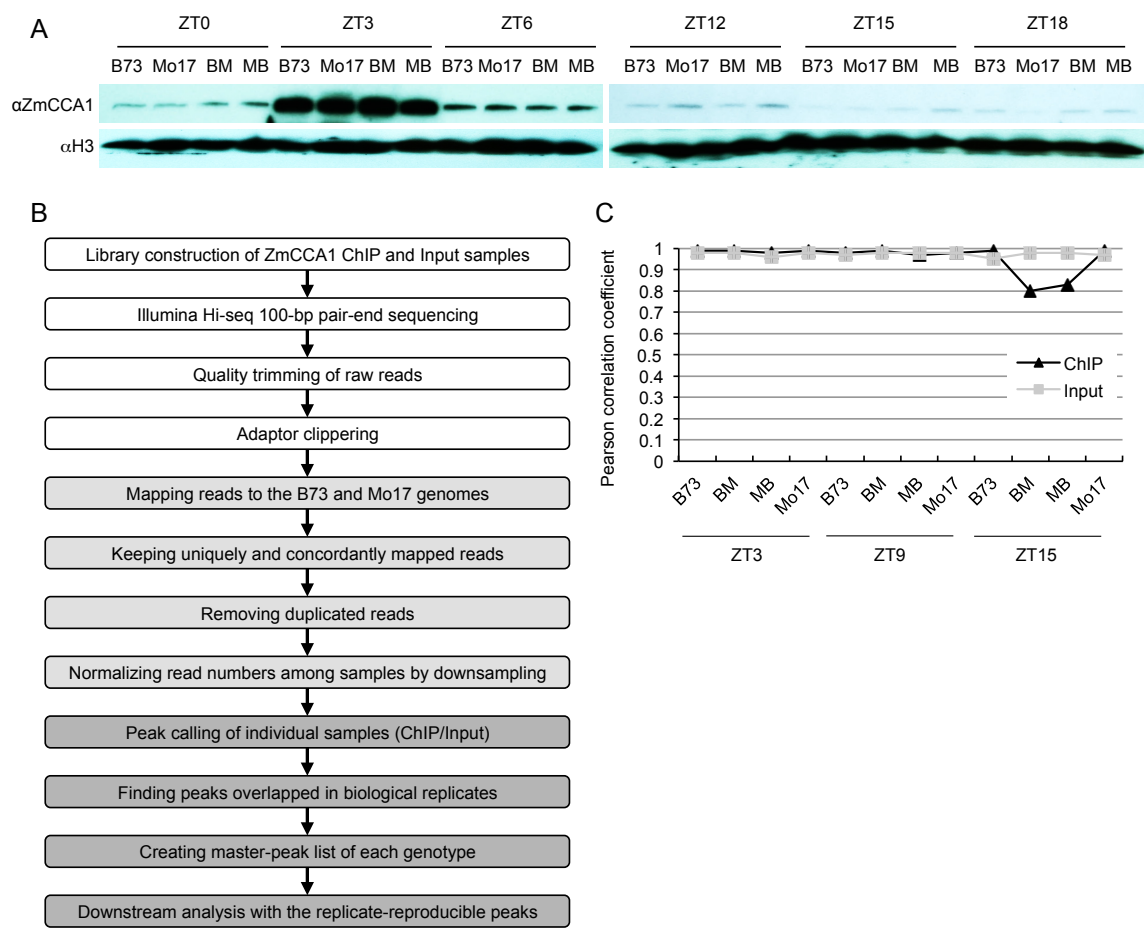 A
ZT0 ZT3 ZT6 ZT12 ZT15 ZT18
B73 Mo17 BM MB B73 Mo17 BM MB B73 Mo17 BM MB B73 Mo17 BM MB B73 Mo17 BM MB B73 Mo17 BM MB
αZmCCA1
αH3
B
Library construction of ZmCCA1 ChIP and Input samples
Illumina Hi-seq 100-bp pair-end sequencing
Quality trimming of raw reads
Adaptor clippering
Mapping reads to the B73 and Mo17 genomes
Keeping uniquely and concordantly mapped reads
Removing duplicated reads
Normalizing read numbers among samples by downsampling
Peak calling of individual samples (ChIP/Input)
Finding peaks overlapped in biological replicates
Creating master-peak list of each genotype
Downstream analysis with the replicate-reproducible peaks
C
Pearson correlation coefficient
1
0.9
0.8
0.7
0.6
0.5
0.4
0.3
0.2
0.1
0
ChIP
Input
B73 BM MB Mo17 B73 BM MB Mo17 B73 BM MB Mo17
ZT3 ZT9 ZT15